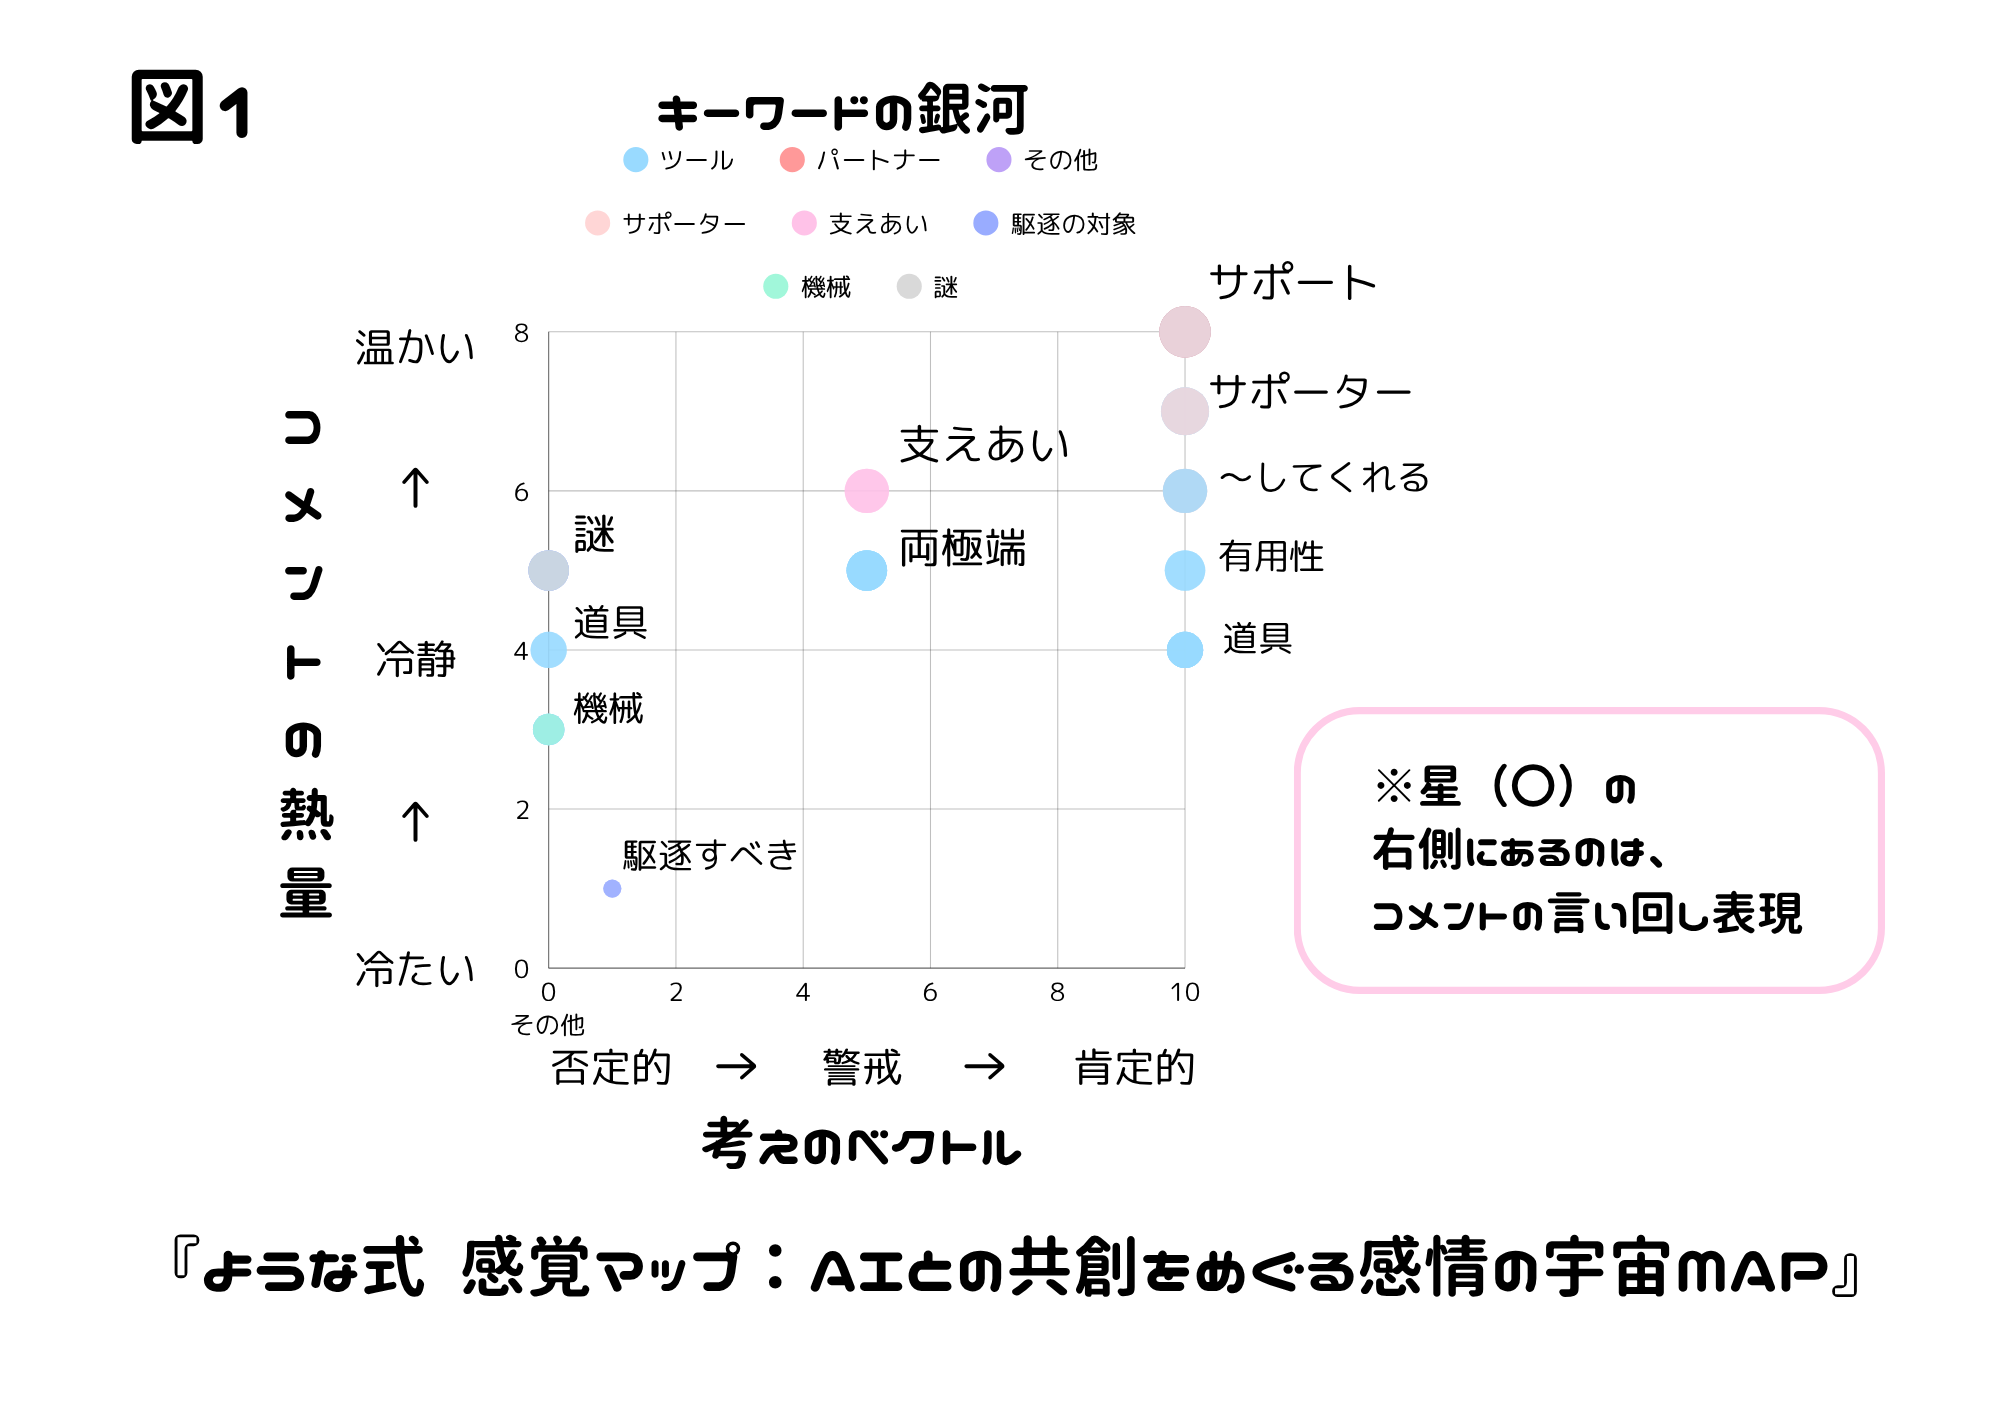 図1
キーワードの銀河
ツール パートナー その他
サポーター 支えあい 駆逐の対象
機械 謎
サポート
温かい
8
サポーター
コメントの熱量
支えあい
↑
〜してくれる
6
謎
両極端
有用性
道具
道具
冷静
4
機械
↑
2
駆逐すべき
冷たい
0
0 2 4 6 8 10
その他
否定的 → 警戒 → 肯定的
考えのベクトル
※星（〇）の
右側にあるのは、
コメントの言い回し表現
『ような式 感覚マップ：AIとの共創をめぐる感情の宇宙MAP』